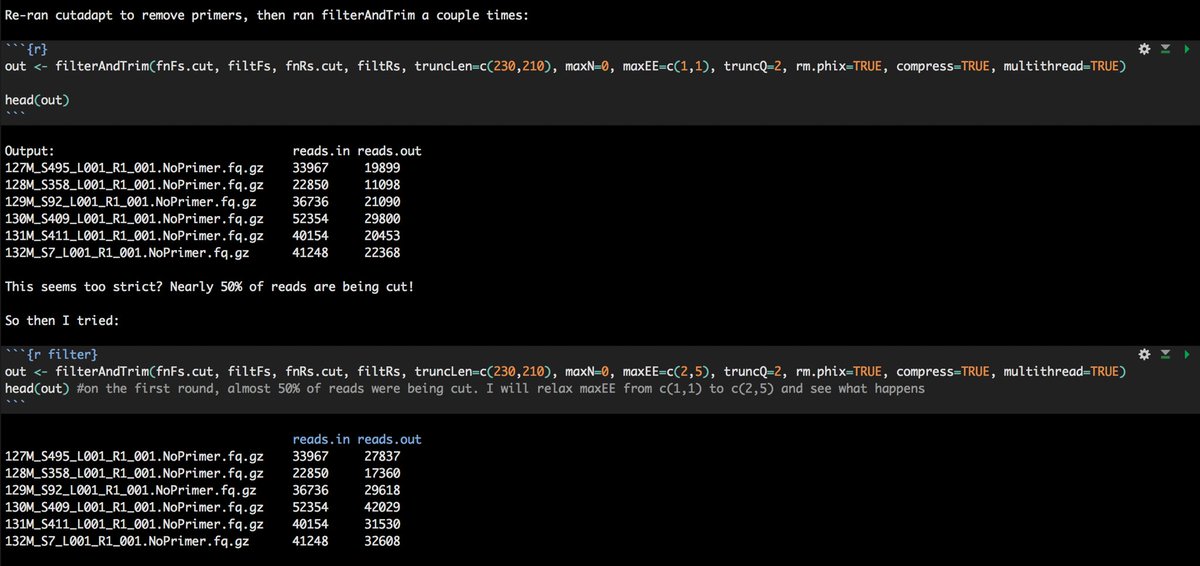 Re-ran cutadapt to remove primers, then ran filterAndTrim a couple times:
```{r}
out <- filterAndTrim(fnFs.cut, filtFs, fnRs.cut, filtRs, truncLen=c(230,210), maxN=0, maxEE=c(1,1), truncQ=2, rm.phix=TRUE, compress=TRUE, multithread=TRUE)
head(out)
```
Output: reads.in reads.out
127M_S495_L001_R1_001.NoPrimer.fq.gz 33967 19899
128M_S358_L001_R1_001.NoPrimer.fq.gz 22850 11098
129M_S92_L001_R1_001.NoPrimer.fq.gz 36736 21090
130M_S409_L001_R1_001.NoPrimer.fq.gz 52354 29800
131M_S411_L001_R1_001.NoPrimer.fq.gz 40154 20453
132M_S7_L001_R1_001.NoPrimer.fq.gz 41248 22368
This seems too strict? Nearly 50% of reads are being cut!
So then I tried:
```{r filter}
out <- filterAndTrim(fnFs.cut, filtFs, fnRs.cut, filtRs, truncLen=c(230,210), maxN=0, maxEE=c(2,5), truncQ=2, rm.phix=TRUE, compress=TRUE, multithread=TRUE)
head(out) #on the first round, almost 50% of reads were being cut. I will relax maxEE from c(1,1) to c(2,5) and see what happens
```
reads.in reads.out
127M_S495_L001_R1_001.NoPrimer.fq.gz 33967 27837
128M_S358_L001_R1_001.NoPrimer.fq.gz 22850 17360
129M_S92_L001_R1_001.NoPrimer.fq.gz 36736 29618
130M_S409_L001_R1_001.NoPrimer.fq.gz 52354 42029
131M_S411_L001_R1_001.NoPrimer.fq.gz 40154 31530
132M_S7_L001_R1_001.NoPrimer.fq.gz 41248 32608